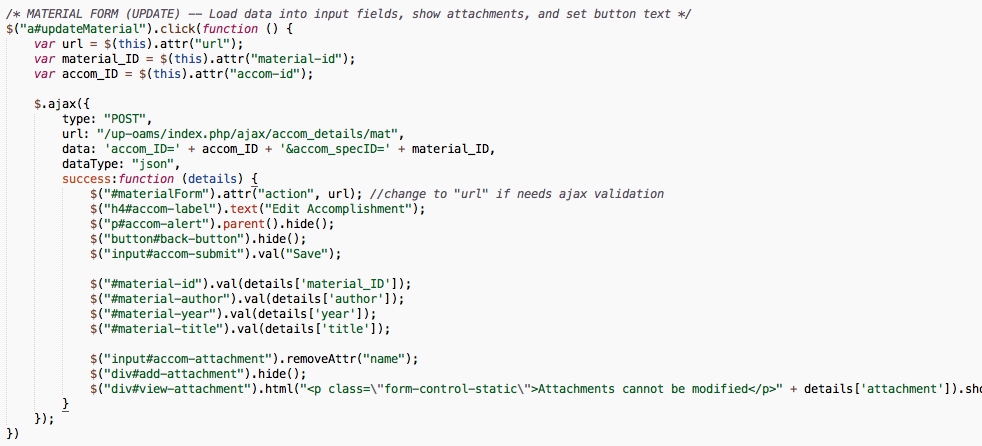 /* MATERIAL FORM (UPDATE) –– Load data into input fields, show attachments, and set button text */
$("a#updateMaterial").click(function () {
    var url = $(this).attr("url");
    var material_ID = $(this).attr("material-id");
    var accom_ID = $(this).attr("accom-id");

    $.ajax({
        type: "POST",
        url: "/up-oams/index.php/ajax/accom_details/mat",
        data: 'accom_ID=' + accom_ID + '&accom_specID=' + material_ID,
        dataType: "json",
        success:function (details) {
            $("#materialForm").attr("action", url); //change to "url" if needs ajax validation
            $("h4#accom-label").text("Edit Accomplishment");
            $("p#accom-alert").parent().hide();
            $("button#back-button").hide();
            $("input#accom-submit").val("Save");

            $("#material-id").val(details['material_ID']);
            $("#material-author").val(details['author']);
            $("#material-year").val(details['year']);
            $("#material-title").val(details['title']);

            $("input#accom-attachment").removeAttr("name");
            $("div#add-attachment").hide();
            $("div#view-attachment").html("<p class=\"form-control-static\">Attachments cannot be modified</p>" + details['attachment']).sh
        }
    });
})